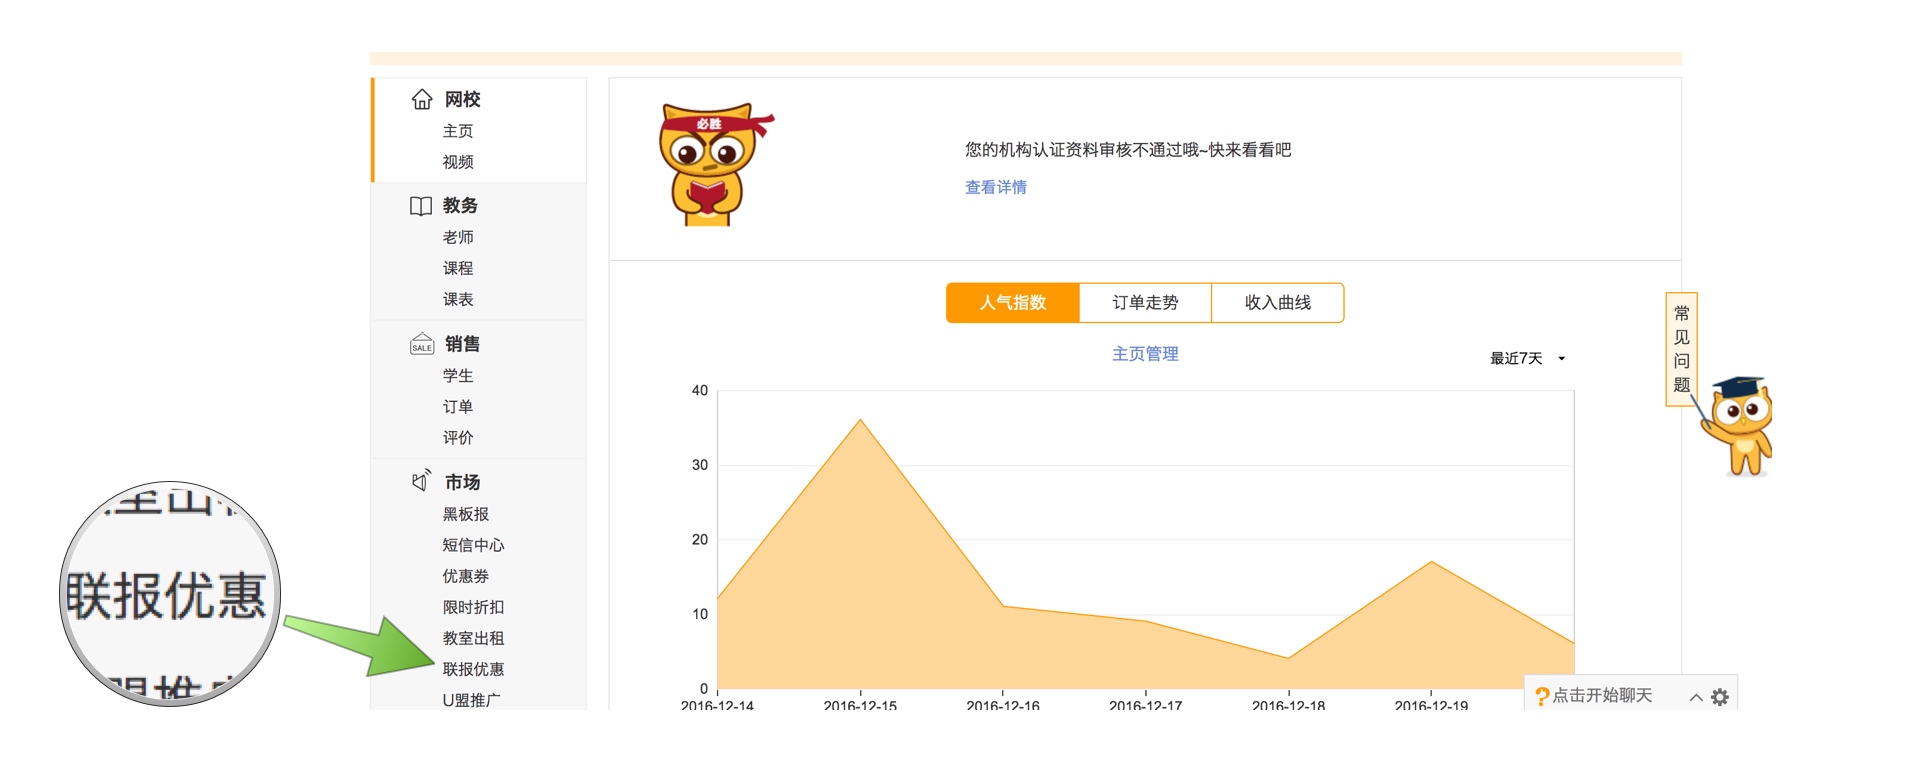 网校
主页
视频
教务
老师
课程
课表
SALE 销售
学生
订单
评价
市场
黑板报
短信中心
优惠券
限时折扣
教室出租
联报优惠
U盟推广
联报优惠
必胜
您的机构认证资料审核不通过哦~快来看看吧
查看详情
人气指数 订单走势 收入曲线
主页管理
最近7天
40
30
20
10
0
2016-12-14 2016-12-15 2016-12-16 2016-12-17 2016-12-18 2016-12-19
常见问题
?点击开始聊天